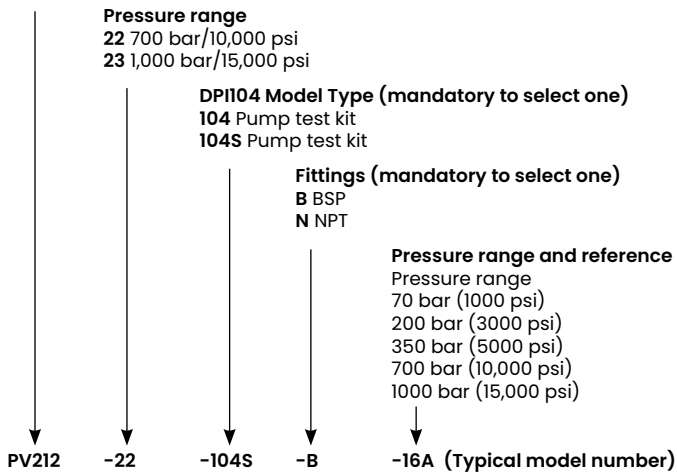 Pressure range
22 700 bar/10,000 psi
23 1,000 bar/15,000 psi
DPI104 Model Type (mandatory to select one)
104 Pump test kit
104S Pump test kit
Fittings (mandatory to select one)
B BSP
N NPT
Pressure range and reference
Pressure range
70 bar (1000 psi)
200 bar (3000 psi)
350 bar (5000 psi)
700 bar (10,000 psi)
1000 bar (15,000 psi)
PV212 -22 -104S -B -16A (Typical model number)